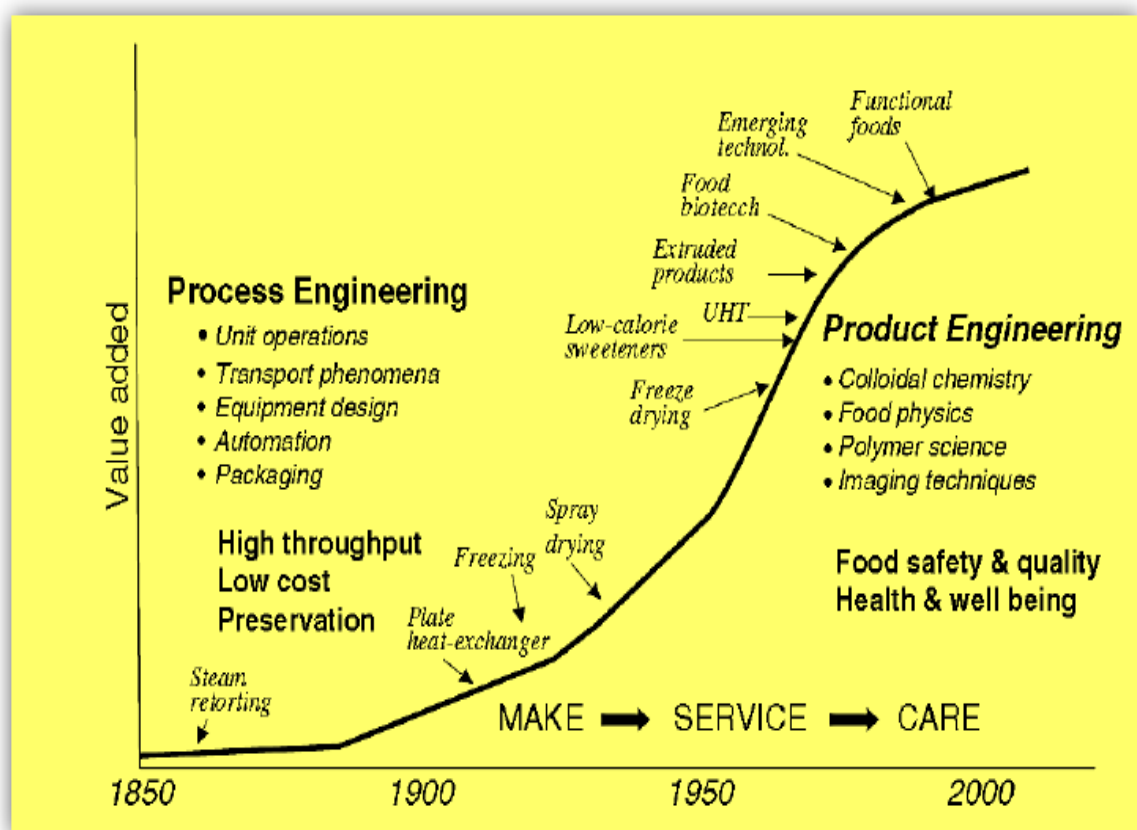 Functional
foods
Emerging
technol.
Food
biotecch
Extruded
products
UHT
Low-calorie
sweeteners
Freeze
drying
Process Engineering
• Unit operations
• Transport phenomena
• Equipment design
• Automation
• Packaging
Product Engineering
• Colloidal chemistry
• Food physics
• Polymer science
• Imaging techniques
Value added
High throughput
Low cost
Preservation
Spray
drying
Freezing
Plate
heat-exchanger
Steam
retorting
Food safety & quality
Health & well being
MAKE ➡ SERVICE ➡ CARE
1850 1900 1950 2000